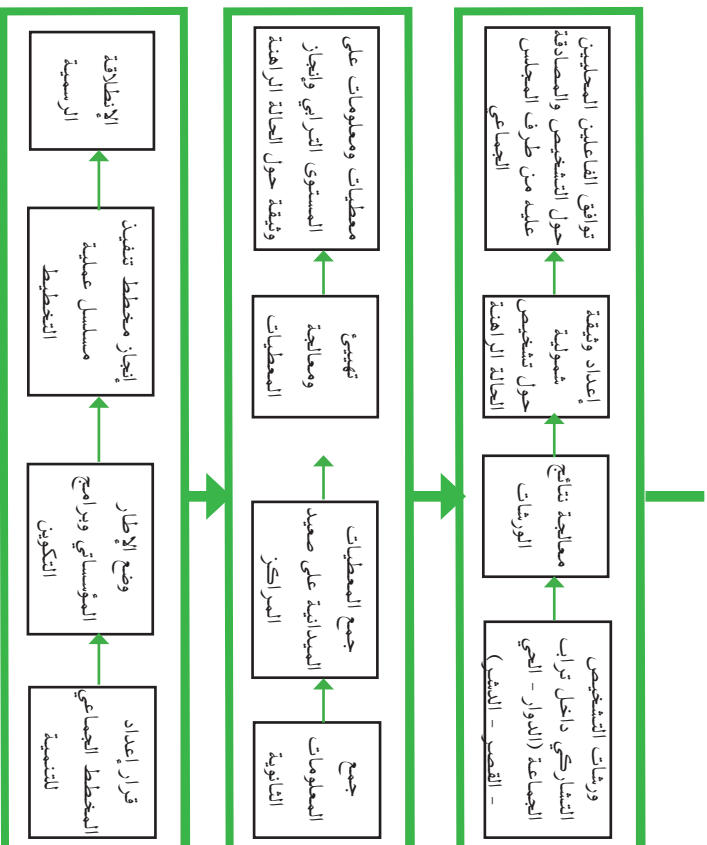 قرار إعداد
المخطط الجماعي
للتنمية
وضع الإطار
المؤسساتي وبرامج
التكوين
إنجاز مخطط تنفيذ
مسلسل عملية
التخطيط
الإنطلاقة
الرسمية
جمع
المعلومات
الثانوية
جمع المعطيات
الميدانية على صعيد
المراكز
تهييئ
ومعالجة
المعطيات
معطيات ومعلومات على
المستوى الترابي وإنجاز
وثيقة حول الحالة الراهنة
ورشات التشخيص
التشاركي داخل تراب
الجماعة (الدوار - الحي
- القصر - الدشر)
معالجة نتائج
الورشات
إعداد وثيقة
شمولية
حول تشخيص
الحالة الراهنة
توافق الفاعلين المحليين
حول التشخيص والمصادقة
عليه من طرف المجلس
الجماعي